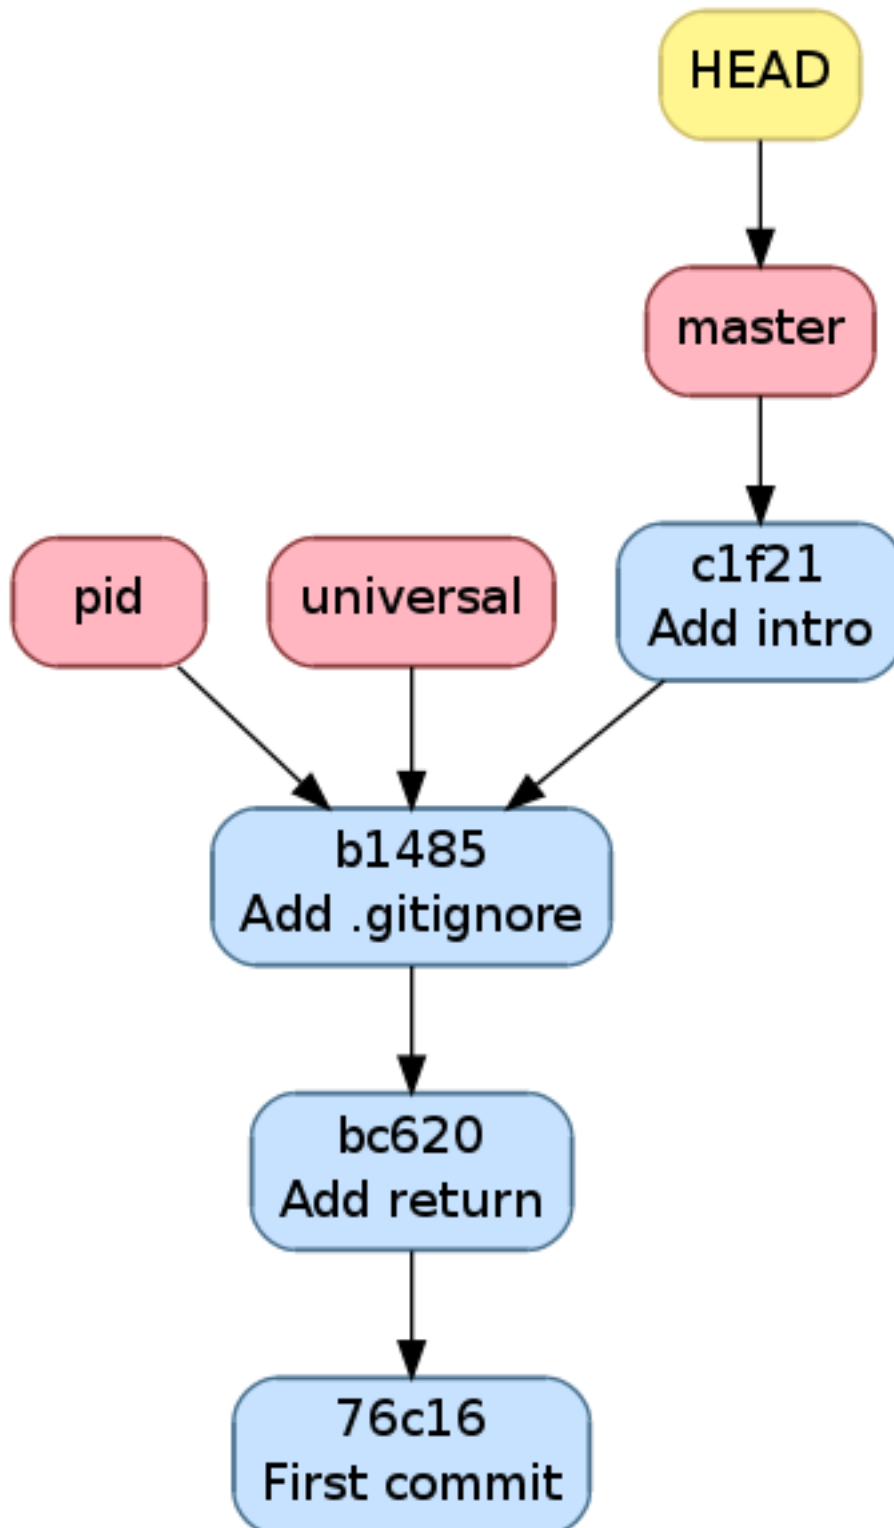 HEAD
master
pid
universal
c1f21
Add intro
b1485
Add .gitignore
bc620
Add return
76c16
First commit